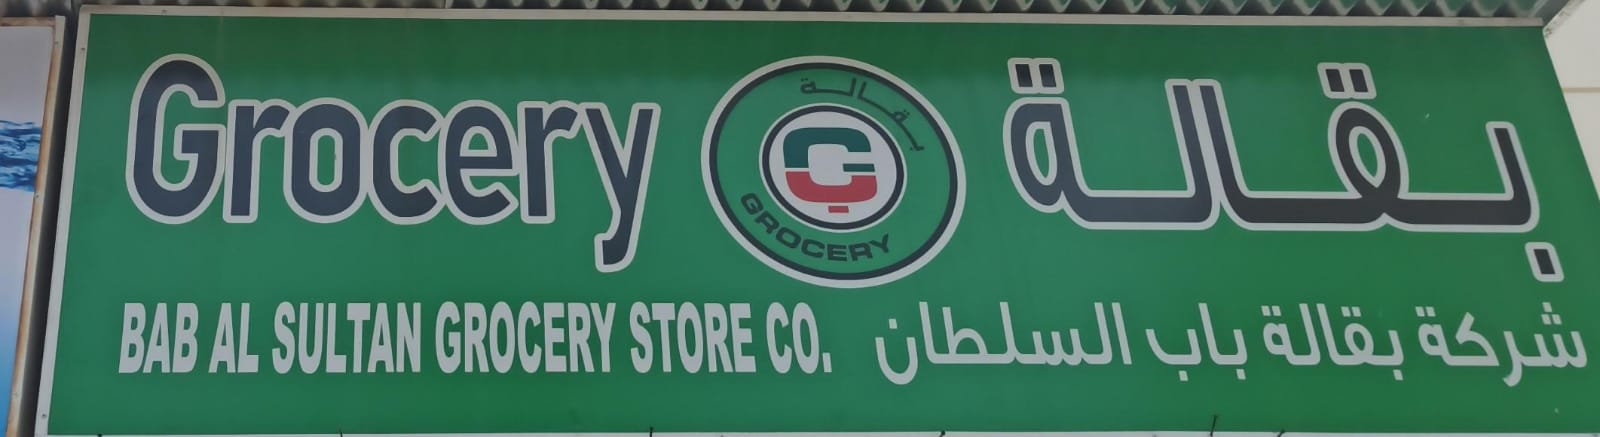 Grocery
بقالة
G
GROCERY
بقالة
BAB AL SULTAN GROCERY STORE CO.
شركة بقالة باب السلطان